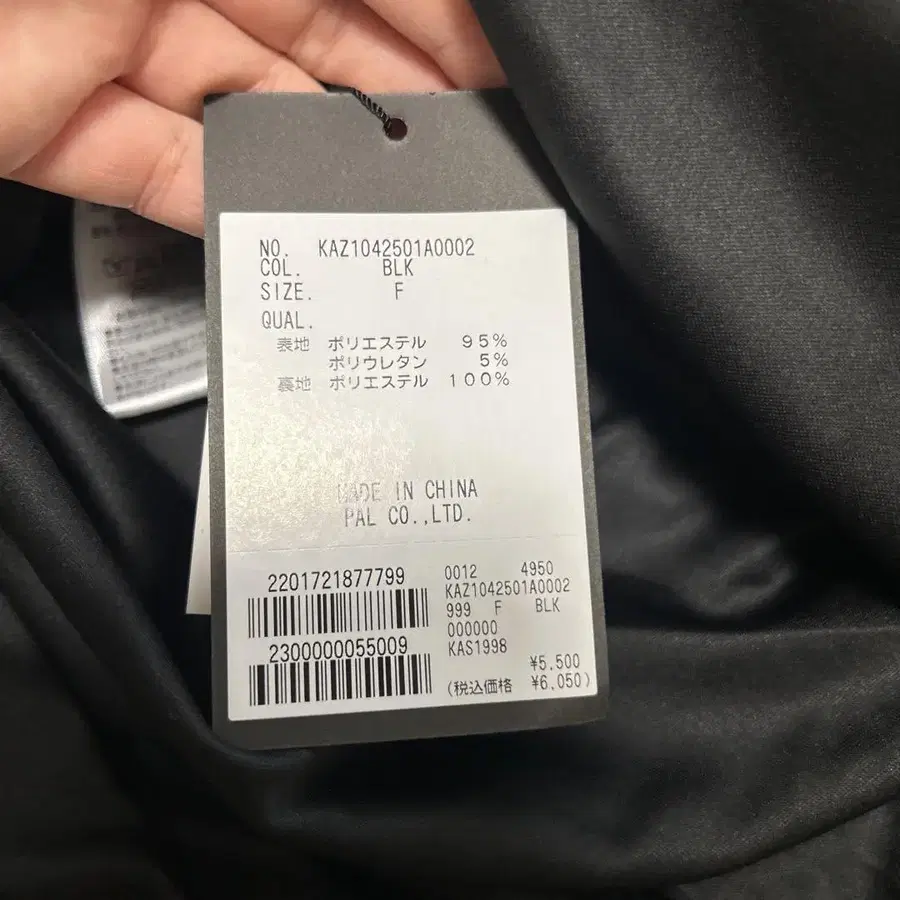 NO. KAZ1042501A0002
COL. BLK
SIZE. F
QUAL.
表地 ポリエステル 95%
ポリウレタン 5%
裏地 ポリエステル 100%
MADE IN CHINA
PAL CO.,LTD.
2201721877799
2300000055009
0012 4950
KAZ1042501A0002
999 F BLK
000000
KAS1998
¥5,500
(税込価格 ¥6,050)